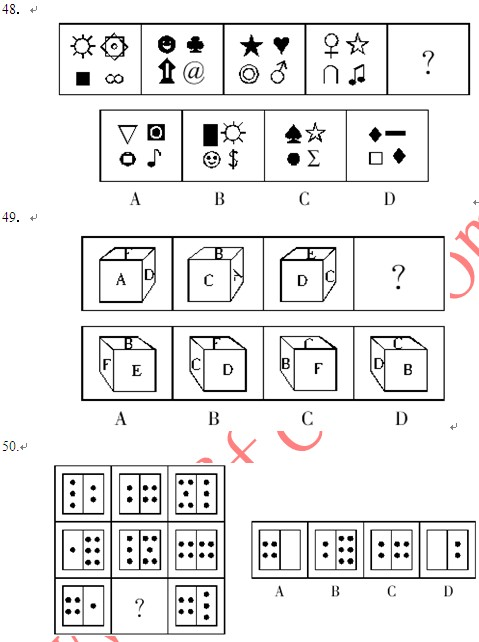 48.
@
?
$ Σ
A B C D
49.
F B E
A D C A D C ?
B F C C
F E C D B F D B
A B C D
50.
?
A B C D